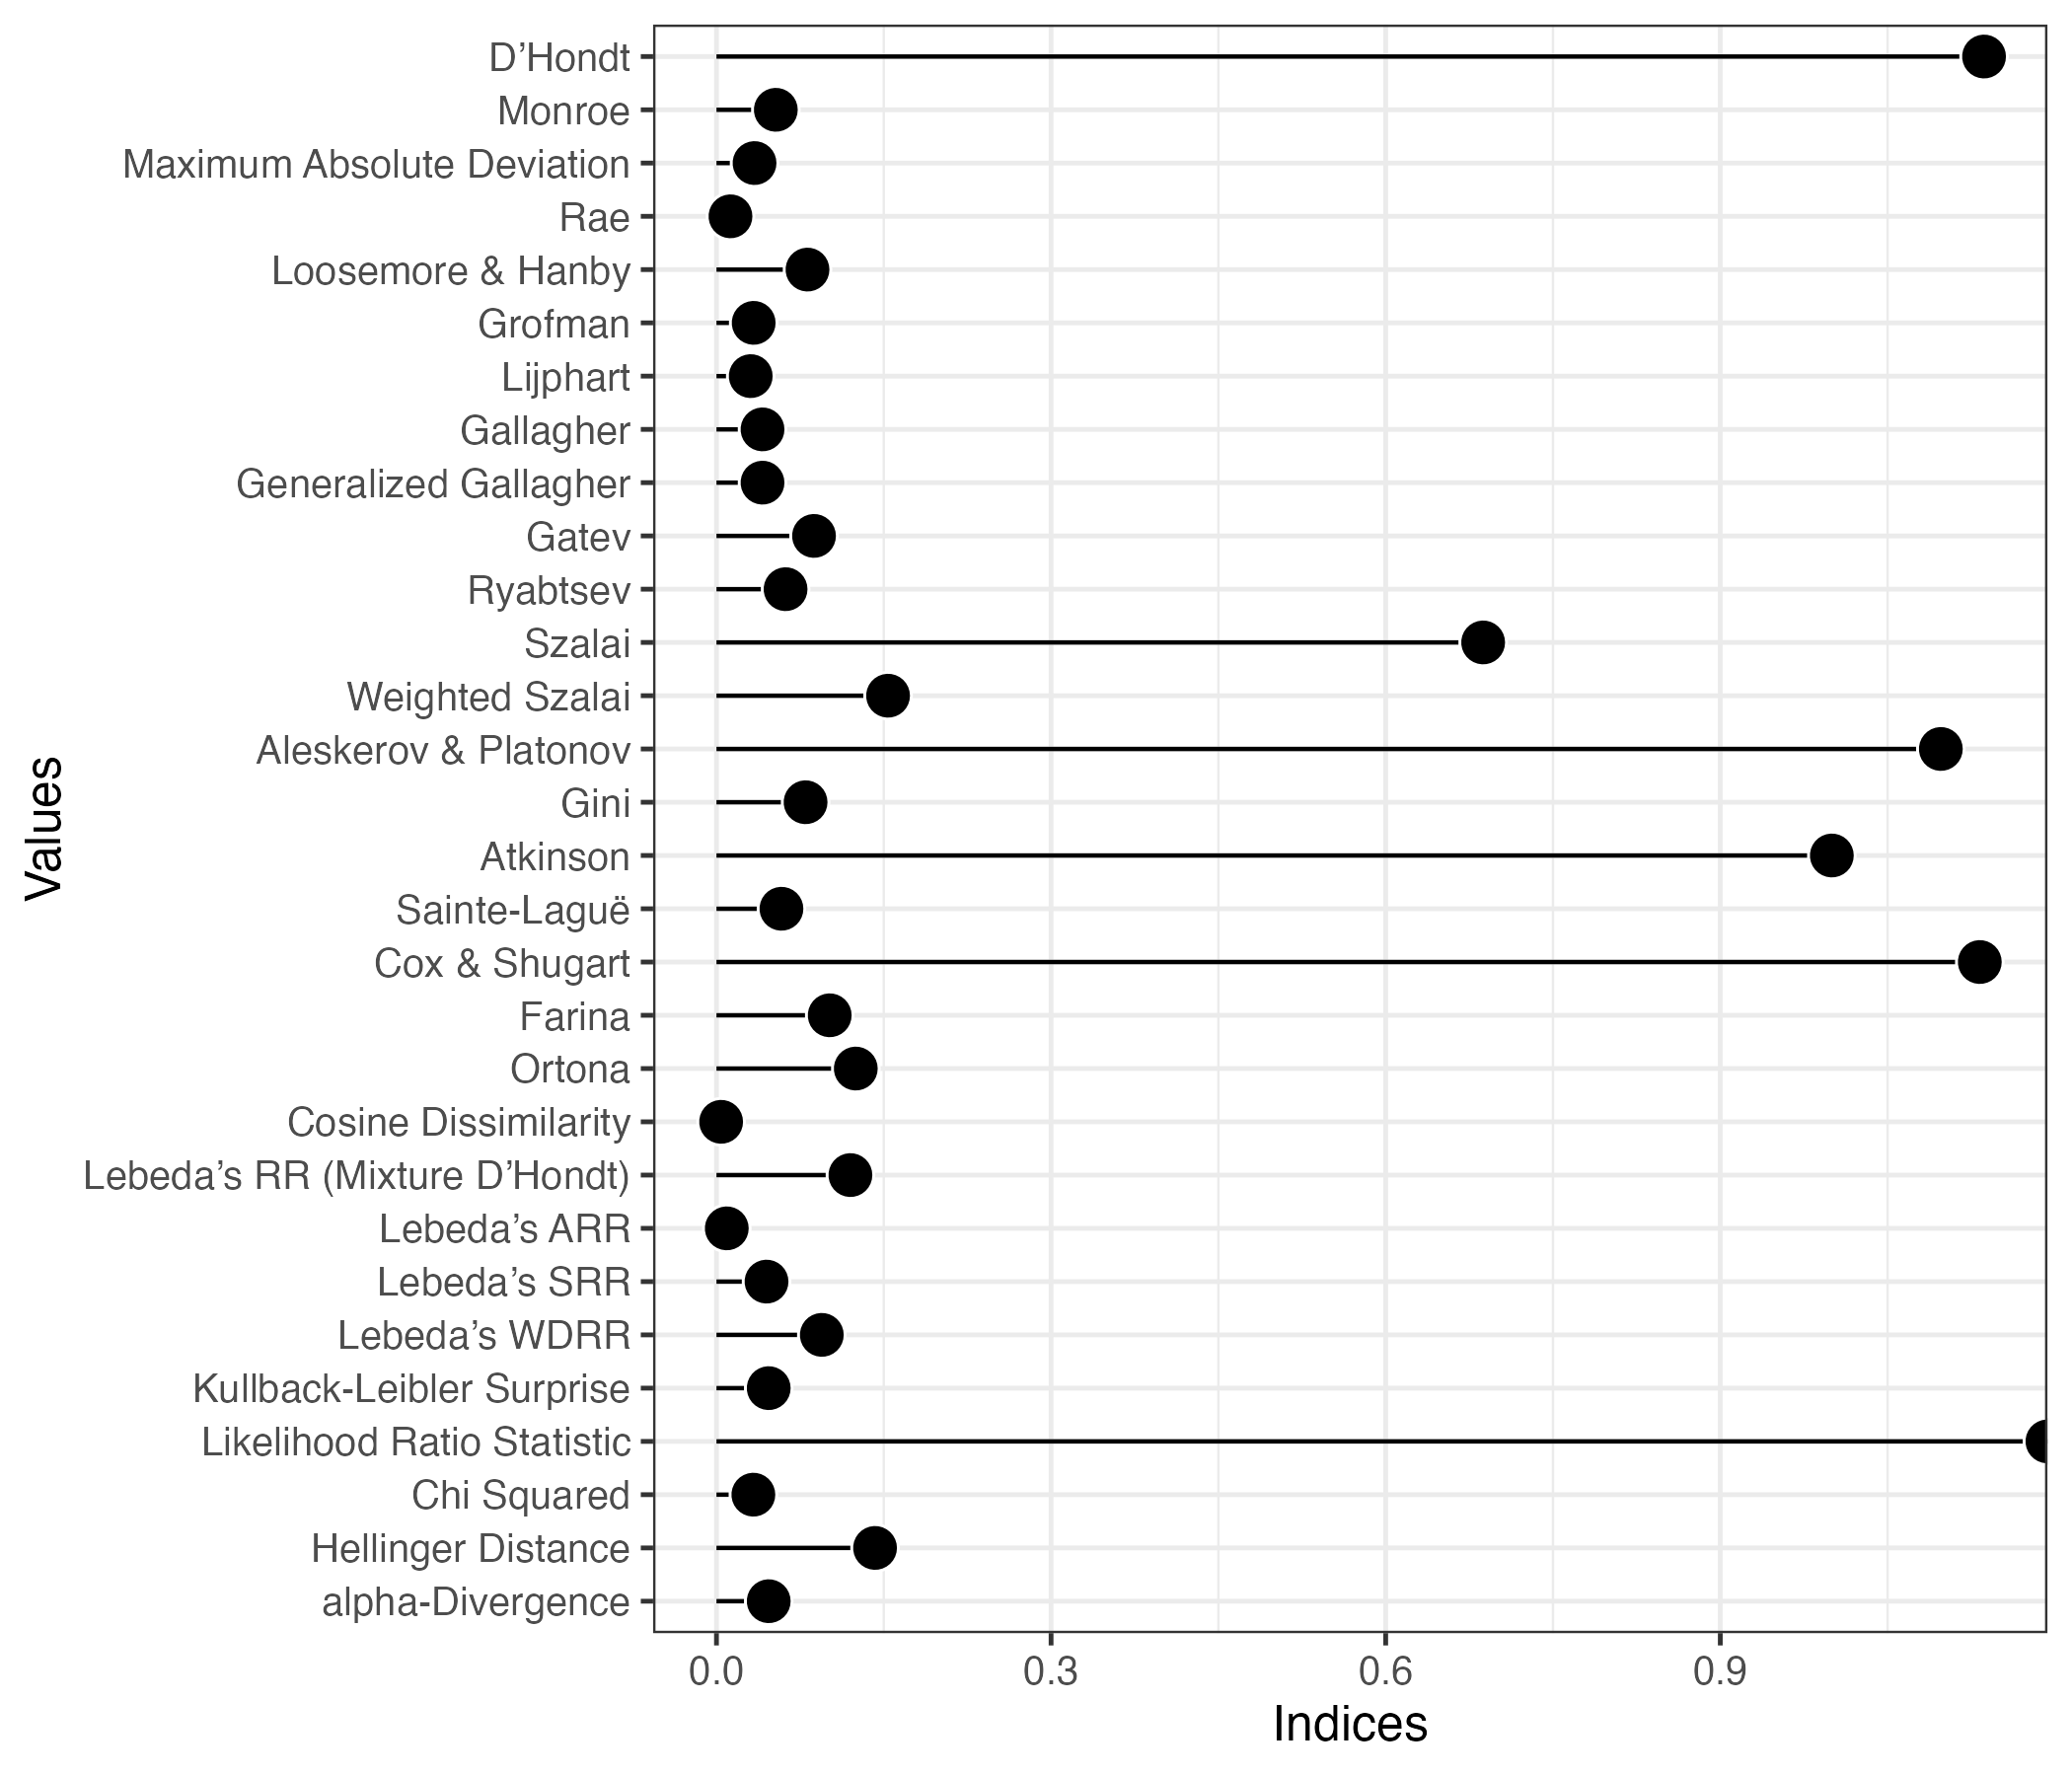 D’Hondt
Monroe
Maximum Absolute Deviation
Rae
Loosemore & Hanby
Grofman
Lijphart
Gallagher
Generalized Gallagher
Gatev
Ryabtsev
Szalai
Weighted Szalai
Aleskerov & Platonov
Gini
Atkinson
Sainte-Laguë
Cox & Shugart
Farina
Ortona
Cosine Dissimilarity
Lebeda’s RR (Mixture D’Hondt)
Lebeda’s ARR
Lebeda’s SRR
Lebeda’s WDRR
Kullback-Leibler Surprise
Likelihood Ratio Statistic
Chi Squared
Hellinger Distance
alpha-Divergence
Values
0.0 0.3 0.6 0.9
Indices